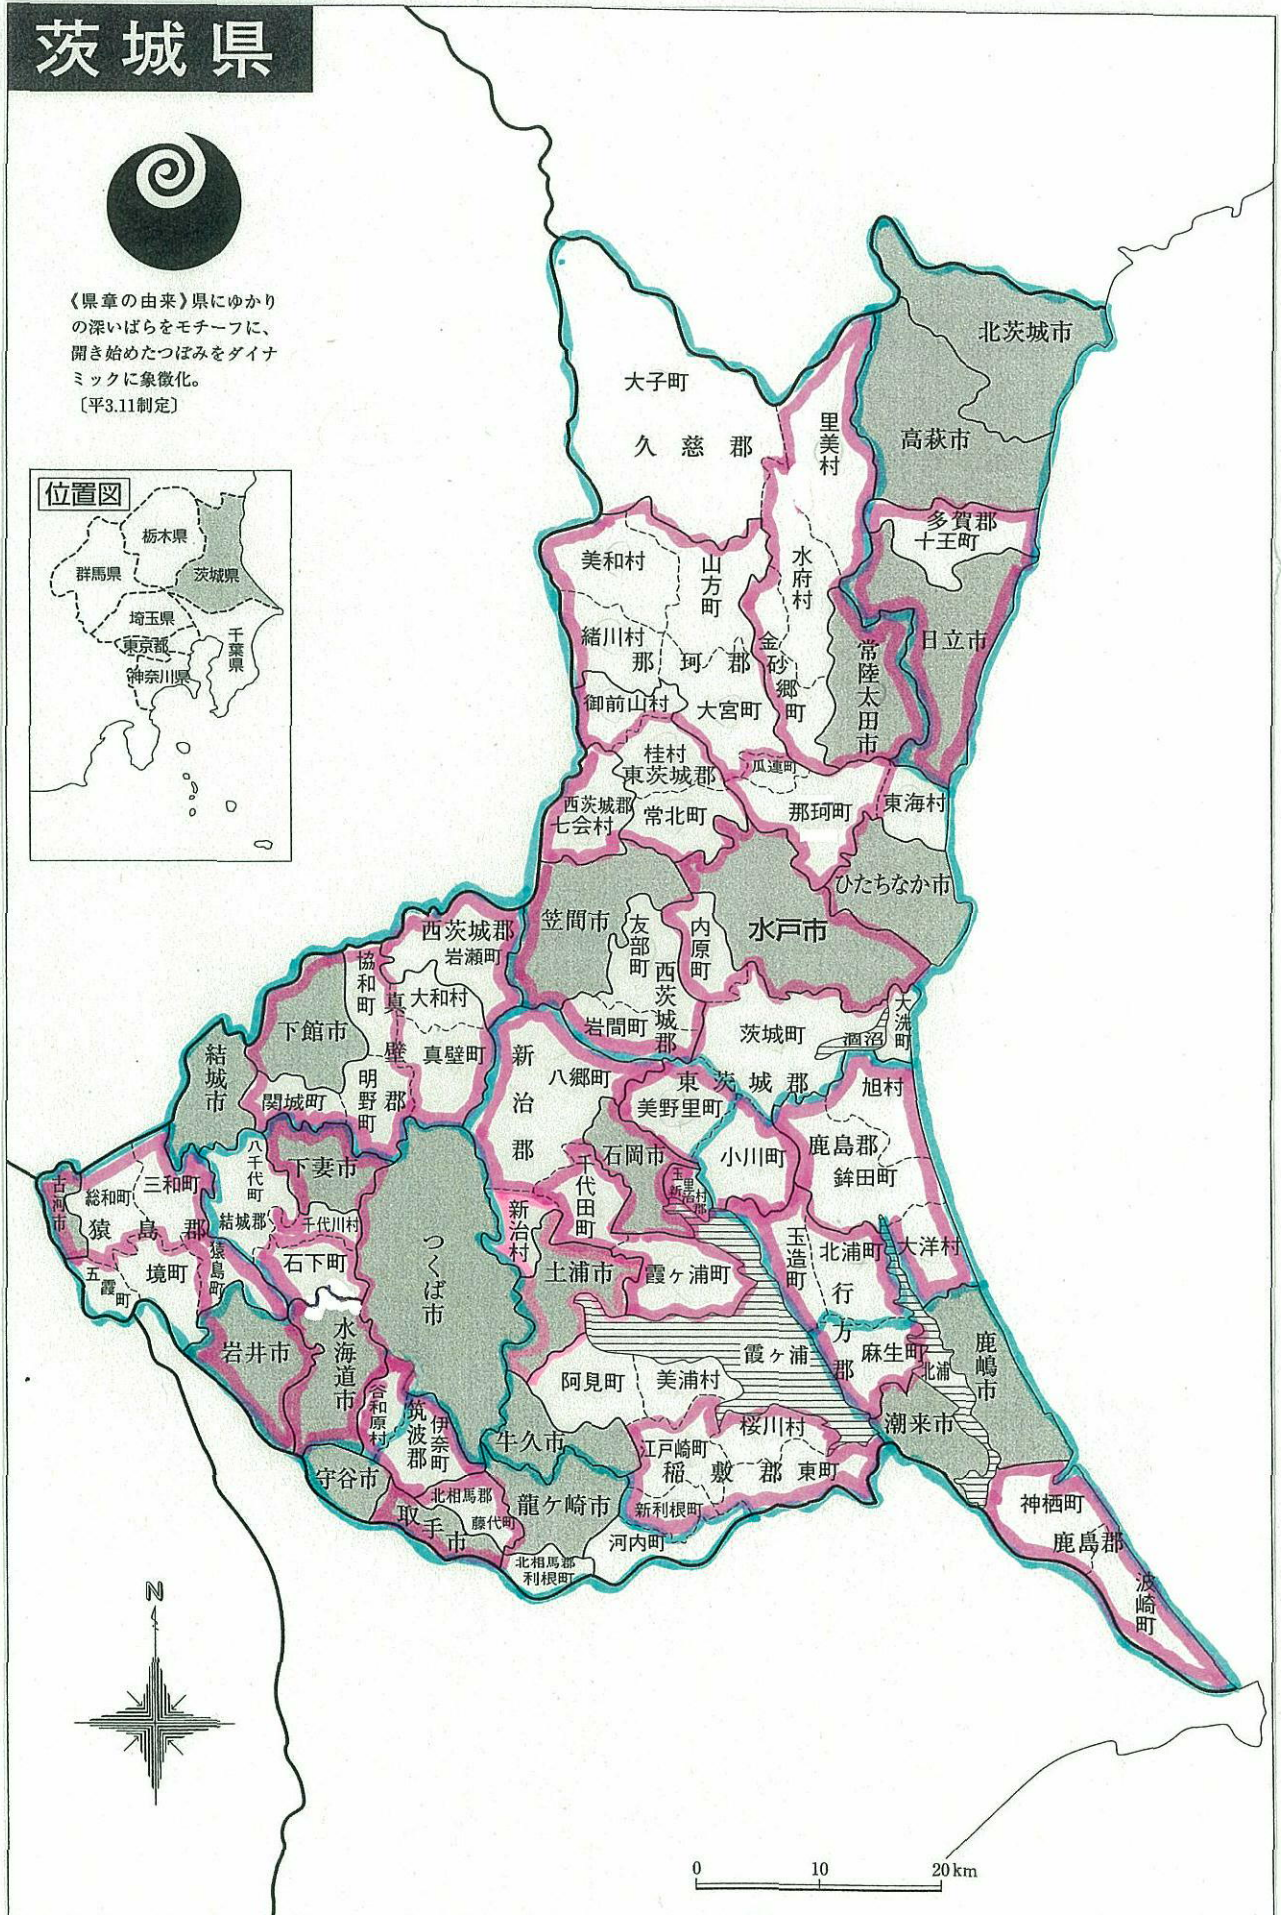 茨城県
《県章の由来》県にゆかり
の深いばらをモチーフに、
開き始めたつぼみをダイナ
ミックに象徴化。
〔平3.11制定〕
位置図
栃木県
群馬県
茨城県
埼玉県
東京都
千葉県
神奈川県
北茨城市
大子町
久慈郡
里美村
高萩市
多賀郡
十王町
美和村
山方町
水府村
緒川村
那珂郡
金砂郷町
常陸太田市
日立市
御前山村
大宮町
桂村
東茨城郡
瓜連町
西茨城郡
七会村
常北町
那珂町
東海村
ひたちなか市
笠間市
友部町
内原町
水戸市
西茨城郡
西茨城郡
岩瀬町
協和町
大和村
真壁郡
下館市
真壁町
岩間町
茨城町
涸沼
大洗町
結城市
関城町
明野町
新治郡
八郷町
東茨城郡
美野里町
旭村
小川町
鹿島郡
鉾田町
石岡市
玉里村
新治郡
千代田町
八千代町
下妻市
古河市
総和町
三和町
猿島郡
結城郡
千代川村
新治村
つくば市
玉造町
北浦町
大洋村
五霞町
境町
猿島町
石下町
土浦市
霞ヶ浦町
行方郡
岩井市
水海道市
霞ヶ浦
麻生町
北浦
鹿嶋市
阿見町
美浦村
谷和原村
筑波郡
伊奈町
牛久市
江戸崎町
桜川村
潮来市
稲敷郡
東町
守谷市
北相馬郡
藤代町
取手市
龍ケ崎市
新利根町
河内町
北相馬郡
利根町
神栖町
鹿島郡
波崎町
N
0 10 20km